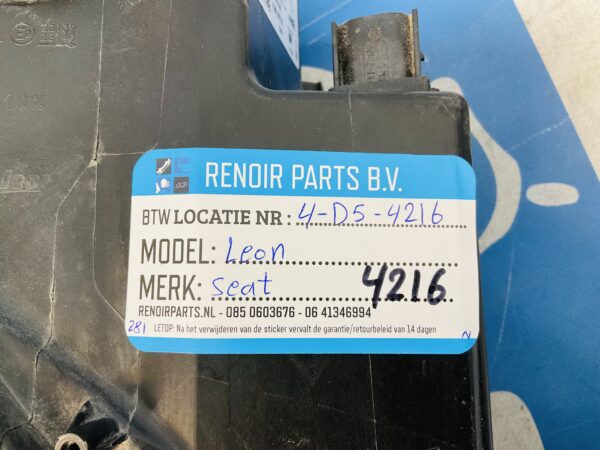 RENOIR PARTS B.V.
BTW LOCATIE NR : 4-D5-4216
MODEL: Leon
MERK: Seat 4216
RENOIRPARTS.NL - 085 0603676 - 06 41346994
281 LETOP: Na het verwijderen van de sticker vervalt de garantie/retourbeleid van 14 dagen N